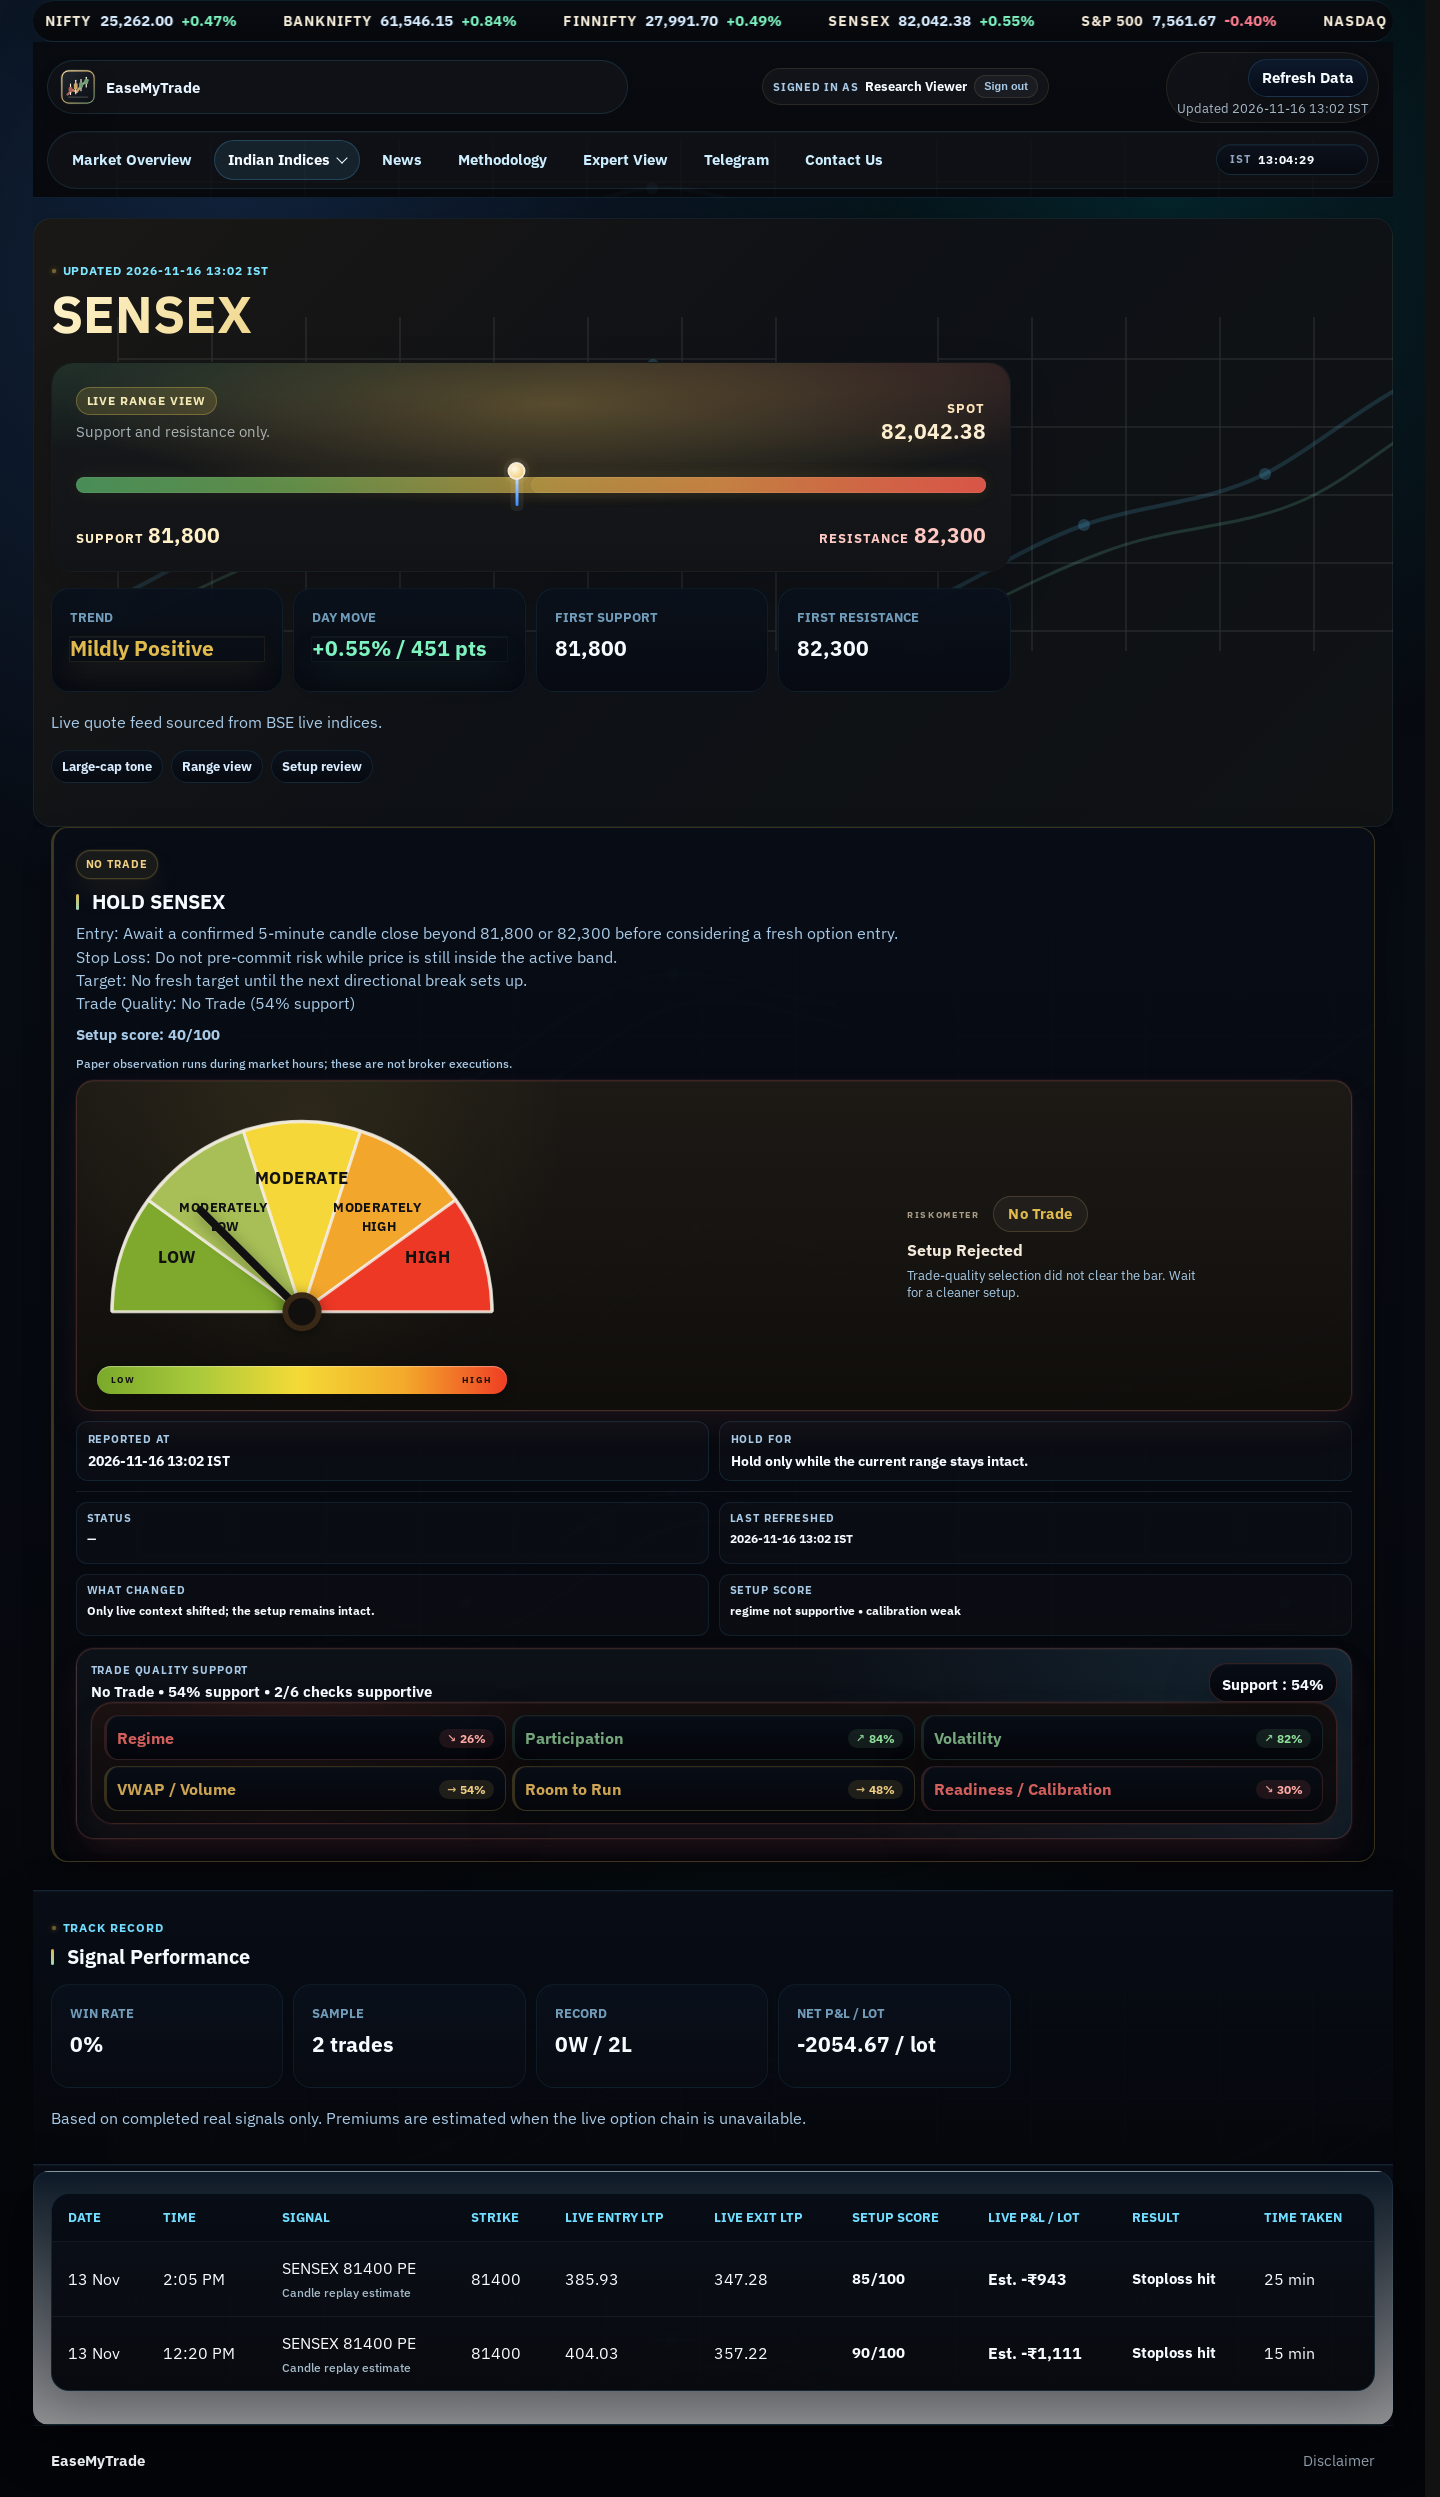 NIFTY 25,262.00 +0.47% BANKNIFTY 61,546.15 +0.84% FINNIFTY 27,991.70 +0.49% SENSEX 82,042.38 +0.55% S&P 500 7,561.67 -0.40% NASDAQ
EaseMyTrade
SIGNED IN AS Research Viewer Sign out
Refresh Data
Updated 2026-11-16 13:02 IST
Market Overview Indian Indices News Methodology Expert View Telegram Contact Us IST 13:04:29
UPDATED 2026-11-16 13:02 IST
SENSEX
LIVE RANGE VIEW
Support and resistance only.
SPOT
82,042.38
SUPPORT 81,800 RESISTANCE 82,300
TREND DAY MOVE FIRST SUPPORT FIRST RESISTANCE
Mildly Positive +0.55% / 451 pts 81,800 82,300
Live quote feed sourced from BSE live indices.
Large-cap tone Range view Setup review
NO TRADE
HOLD SENSEX
Entry: Await a confirmed 5-minute candle close beyond 81,800 or 82,300 before considering a fresh option entry.
Stop Loss: Do not pre-commit risk while price is still inside the active band.
Target: No fresh target until the next directional break sets up.
Trade Quality: No Trade (54% support)
Setup score: 40/100
Paper observation runs during market hours; these are not broker executions.
MODERATE
MODERATELY LOW
MODERATELY HIGH
LOW HIGH
LOW HIGH
RISKOMETER No Trade
Setup Rejected
Trade-quality selection did not clear the bar. Wait
for a cleaner setup.
REPORTED AT HOLD FOR
2026-11-16 13:02 IST Hold only while the current range stays intact.
STATUS LAST REFRESHED
— 2026-11-16 13:02 IST
WHAT CHANGED SETUP SCORE
Only live context shifted; the setup remains intact. regime not supportive • calibration weak
TRADE QUALITY SUPPORT
No Trade • 54% support • 2/6 checks supportive Support : 54%
Regime ↘ 26% Participation ↗ 84% Volatility ↗ 82%
VWAP / Volume → 54% Room to Run → 48% Readiness / Calibration ↘ 30%
TRACK RECORD
Signal Performance
WIN RATE SAMPLE RECORD NET P&L / LOT
0% 2 trades 0W / 2L -2054.67 / lot
Based on completed real signals only. Premiums are estimated when the live option chain is unavailable.
DATE TIME SIGNAL STRIKE LIVE ENTRY LTP LIVE EXIT LTP SETUP SCORE LIVE P&L / LOT RESULT TIME TAKEN
13 Nov 2:05 PM SENSEX 81400 PE 81400 385.93 347.28 85/100 Est. -₹943 Stoploss hit 25 min
Candle replay estimate
13 Nov 12:20 PM SENSEX 81400 PE 81400 404.03 357.22 90/100 Est. -₹1,111 Stoploss hit 15 min
Candle replay estimate
EaseMyTrade Disclaimer